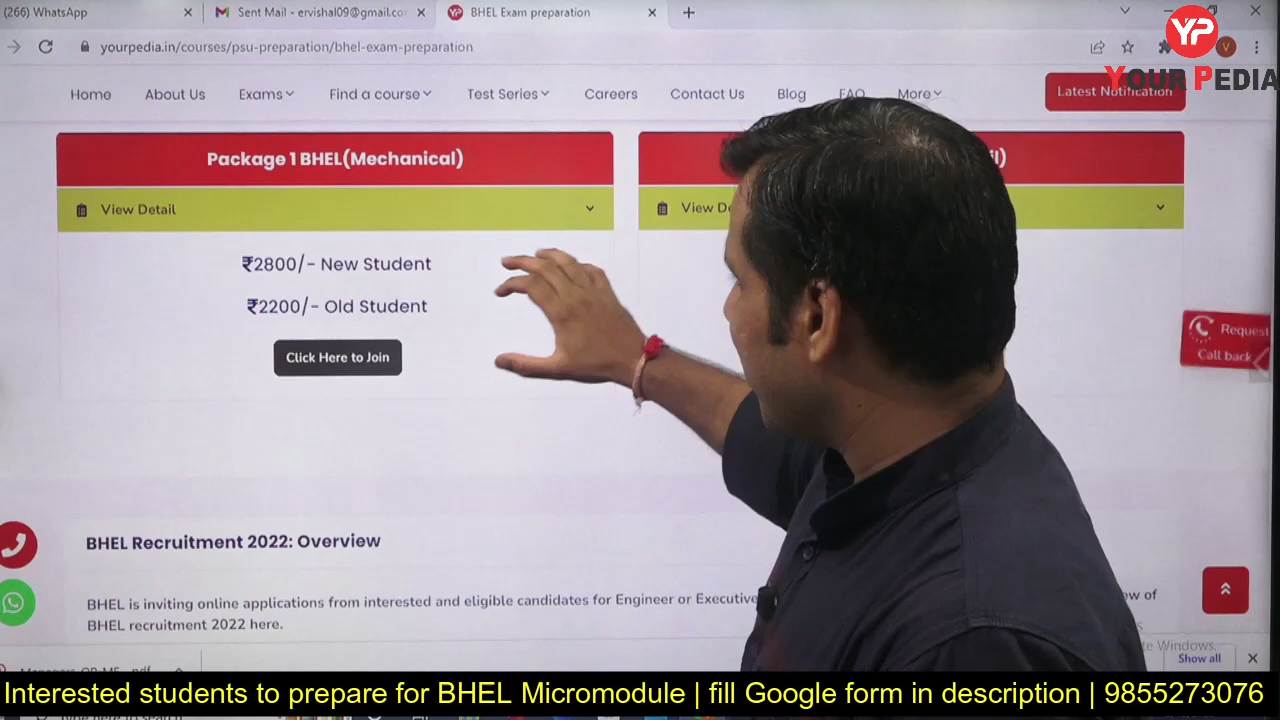 (266) WhatsApp
Sent Mail - ervishal09@gmail.co
BHEL Exam preparation
yourpedia.in/courses/psu-preparation/bhel-exam-preparation
V
YP
YOUR PEDIA
Home
About Us
Exams
Find a course
Test Series
Careers
Contact Us
Blog
FAQ
More
Latest Notification
Package 1 BHEL(Mechanical)
View Detail
View De
₹2800/- New Student
₹2200/- Old Student
Click Here to Join
Request
Call back
BHEL Recruitment 2022: Overview
BHEL is inviting online applications from interested and eligible candidates for Engineer or Executive
ew of
BHEL recruitment 2022 here.
te Windows.
Show all
Interested students to prepare for BHEL Micromodule | fill Google form in description | 9855273076